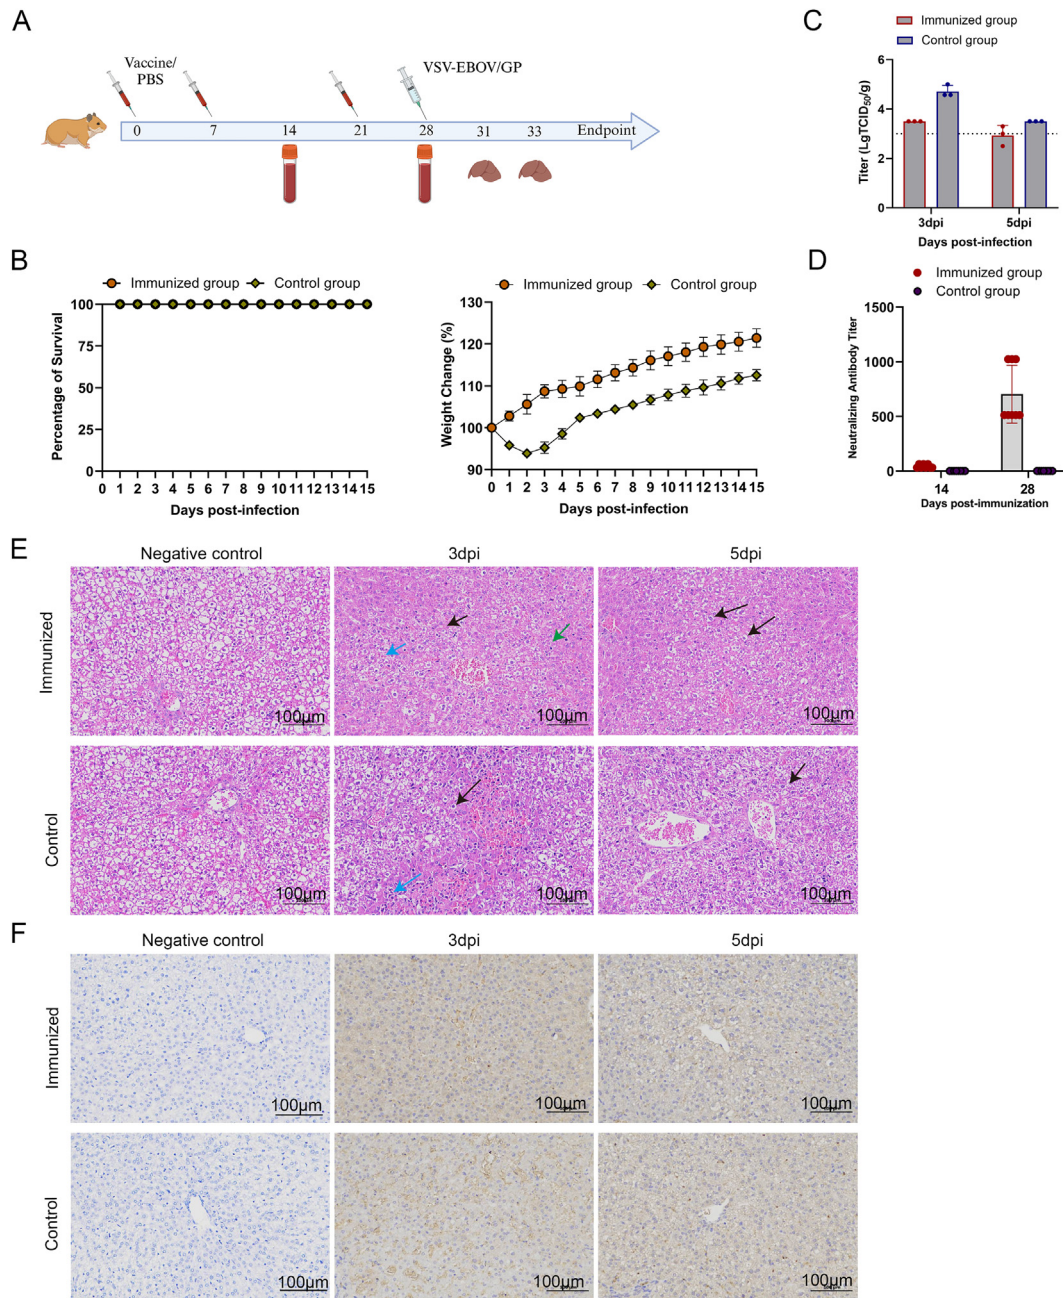 A
Vaccine/
PBS
VSV-EBOV/GP
0 7 14 21 28 31 33 Endpoint
C
Immunized group
Control group
Titer (LgTCID50/g)
6
4
2
0
3dpi 5dpi
Days post-infection
B
Immunized group Control group
Percentage of Survival
100
75
50
25
0
0 1 2 3 4 5 6 7 8 9 10 11 12 13 14 15
Days post-infection
Immunized group Control group
Weight Change (%)
130
120
110
100
90
0 1 2 3 4 5 6 7 8 9 10 11 12 13 14 15
Days post-infection
D
Immunized group
Control group
Neutralizing Antibody Titer
1500
1000
500
0
14 28
Days post-immunization
E
Negative control 3dpi 5dpi
Immunized
100μm 100μm 100μm
Control
100μm 100μm 100μm
F
Negative control 3dpi 5dpi
Immunized
100μm 100μm 100μm
Control
100μm 100μm 100μm